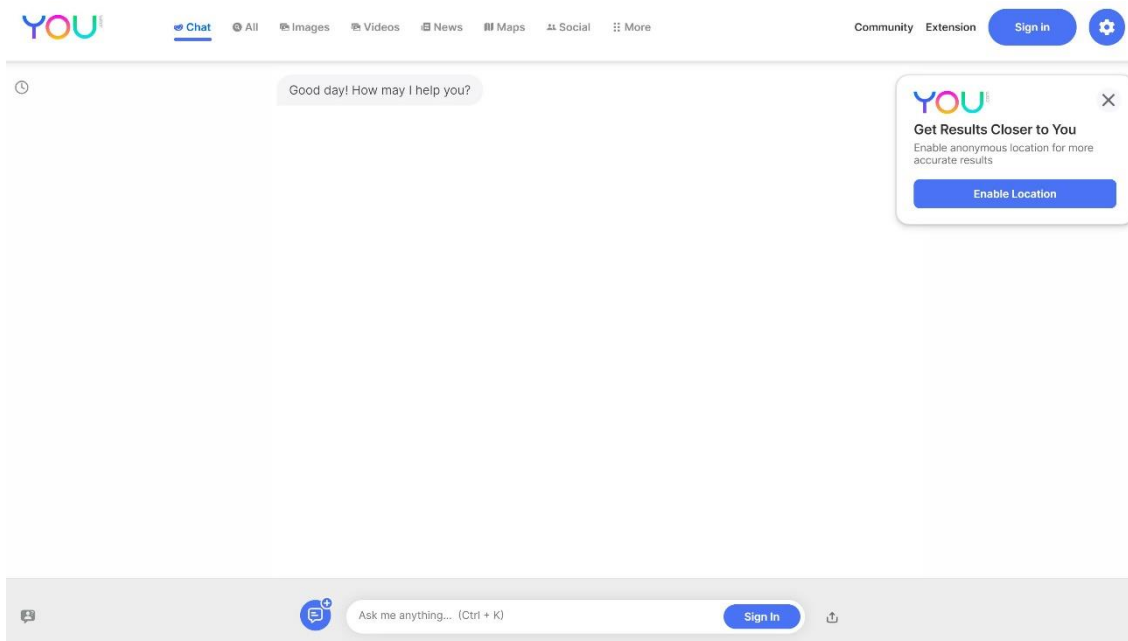 YOU
Chat All Images Videos News Maps Social More
Community Extension Sign in
Good day! How may I help you?
YOU
Get Results Closer to You
Enable anonymous location for more
accurate results
Enable Location
Ask me anything... (Ctrl + K)
Sign In